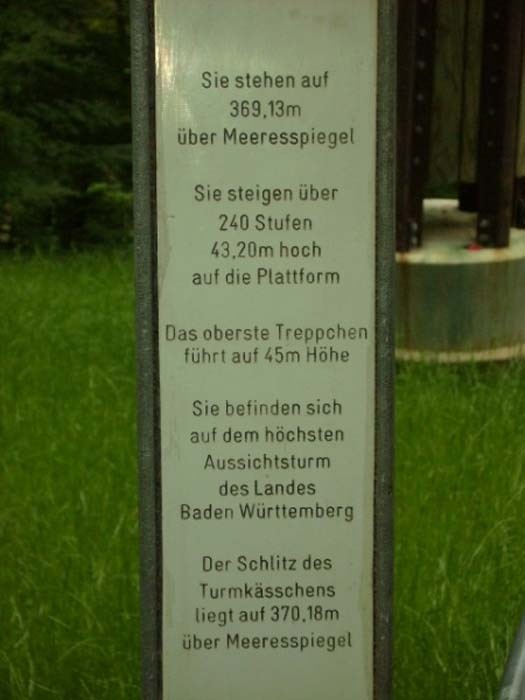 Sie stehen auf
369,13m
über Meeresspiegel
Sie steigen über
240 Stufen
43,20m hoch
auf die Plattform
Das oberste Treppchen
führt auf 45m Höhe
Sie befinden sich
auf dem höchsten
Aussichtsturm
des Landes
Baden Württemberg
Der Schlitz des
Turmkässchens
liegt auf 370,18m
über Meeresspiegel